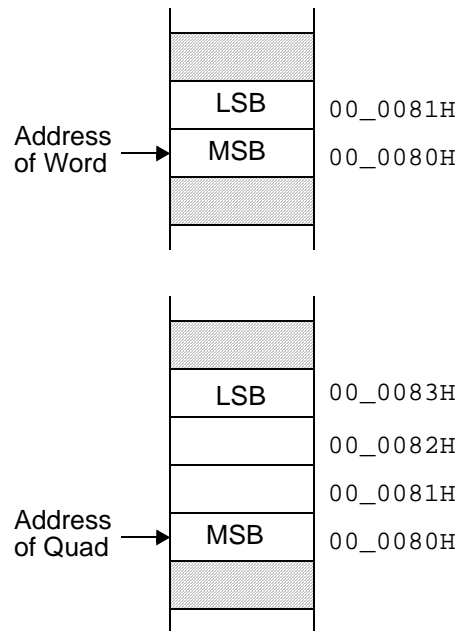 LSB 00_0081H
Address
of Word
MSB 00_0080H
LSB 00_0083H
00_0082H
00_0081H
Address
of Quad
MSB 00_0080H